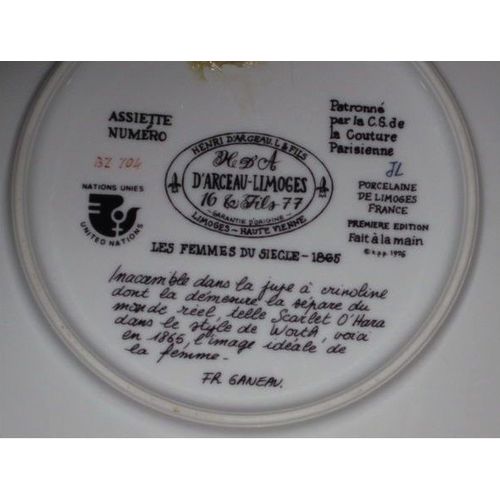 ASSIETTE
NUMÉRO
BZ 704
NATIONS UNIES
UNITED NATIONS
HENRI D'ARCEAU. L & FILS
H D'A
D'ARCEAU-LIMOGES
16 & Fils 77
GARANTIE D'ORIGINE
LIMOGES - HAUTE VIENNE
Patronné
par la C.S. de
la Couture
Parisienne
JL
PORCELAINE
DE LIMOGES
FRANCE
PREMIÈRE EDITION
Fait à la main
LES FEMMES DU SIECLE - 1865
Inaccessible dans la jupe à crinoline
dont la démesure la sépare du
monde réel, telle Scarlet O'Hara
dans le style de Worth, voici
en 1865, l'image idéale de
la femme.
FR. GANEAU.